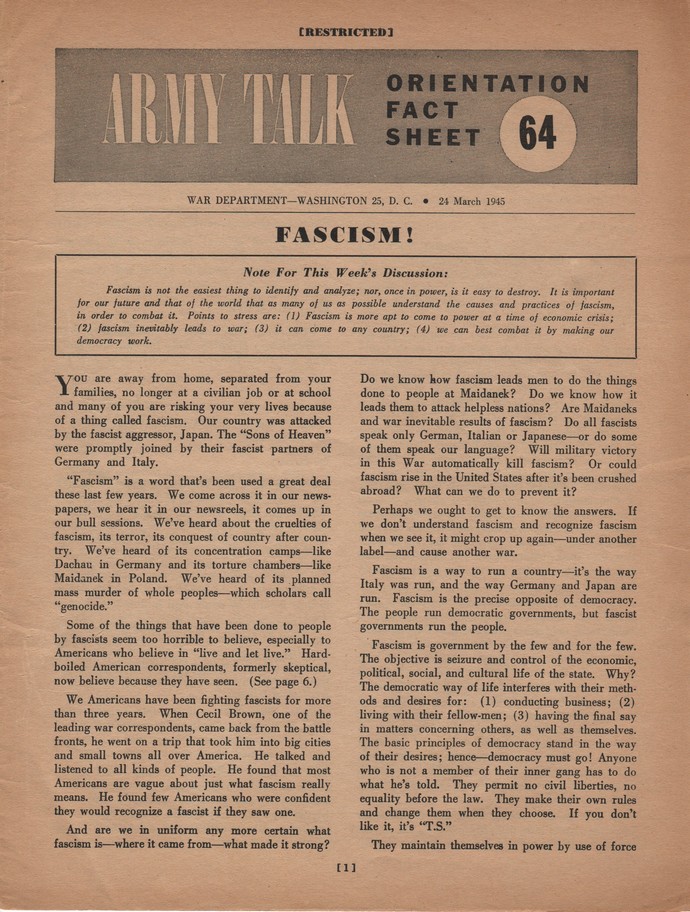 [RESTRICTED]
ARMY TALK
ORIENTATION
FACT
SHEET
64
WAR DEPARTMENT—WASHINGTON 25, D. C. ● 24 March 1945
FASCISM!
Note For This Week's Discussion:
Fascism is not the easiest thing to identify and analyze; nor, once in power, is it easy to destroy. It is important
for our future and that of the world that as many of us as possible understand the causes and practices of fascism,
in order to combat it. Points to stress are: (1) Fascism is more apt to come to power at a time of economic crisis;
(2) fascism inevitably leads to war; (3) it can come to any country; (4) we can best combat it by making our
democracy work.
YOU are away from home, separated from your
families, no longer at a civilian job or at school
and many of you are risking your very lives because
of a thing called fascism. Our country was attacked
by the fascist aggressor, Japan. The "Sons of Heaven"
were promptly joined by their fascist partners of
Germany and Italy.
"Fascism" is a word that's been used a great deal
these last few years. We come across it in our news-
papers, we hear it in our newsreels, it comes up in
our bull sessions. We've heard about the cruelties of
fascism, its terror, its conquest of country after coun-
try. We've heard of its concentration camps—like
Dachau in Germany and its torture chambers—like
Maidanek in Poland. We've heard of its planned
mass murder of whole peoples—which scholars call
"genocide."
Some of the things that have been done to people
by fascists seem too horrible to believe, especially to
Americans who believe in "live and let live." Hard-
boiled American correspondents, formerly skeptical,
now believe because they have seen. (See page 6.)
We Americans have been fighting fascists for more
than three years. When Cecil Brown, one of the
leading war correspondents, came back from the battle
fronts, he went on a trip that took him into big cities
and small towns all over America. He talked and
listened to all kinds of people. He found that most
Americans are vague about just what fascism really
means. He found few Americans who were confident
they would recognize a fascist if they saw one.
And are we in uniform any more certain what
fascism is—where it came from—what made it strong?
Do we know how fascism leads men to do the things
done to people at Maidanek? Do we know how it
leads them to attack helpless nations? Are Maidaneks
and war inevitable results of fascism? Do all fascists
speak only German, Italian or Japanese—or do some
of them speak our language? Will military victory
in this War automatically kill fascism? Or could
fascism rise in the United States after it's been crushed
abroad? What can we do to prevent it?
Perhaps we ought to get to know the answers. If
we don't understand fascism and recognize fascism
when we see it, it might crop up again—under another
label—and cause another war.
Fascism is a way to run a country—it's the way
Italy was run, and the way Germany and Japan are
run. Fascism is the precise opposite of democracy.
The people run democratic governments, but fascist
governments run the people.
Fascism is government by the few and for the few.
The objective is seizure and control of the economic,
political, social, and cultural life of the state. Why?
The democratic way of life interferes with their meth-
ods and desires for: (1) conducting business; (2)
living with their fellow-men; (3) having the final say
in matters concerning others, as well as themselves.
The basic principles of democracy stand in the way
of their desires; hence—democracy must go! Anyone
who is not a member of their inner gang has to do
what he's told. They permit no civil liberties, no
equality before the law. They make their own rules
and change them when they choose. If you don't
like it, it's "T.S."
They maintain themselves in power by use of force
[1]